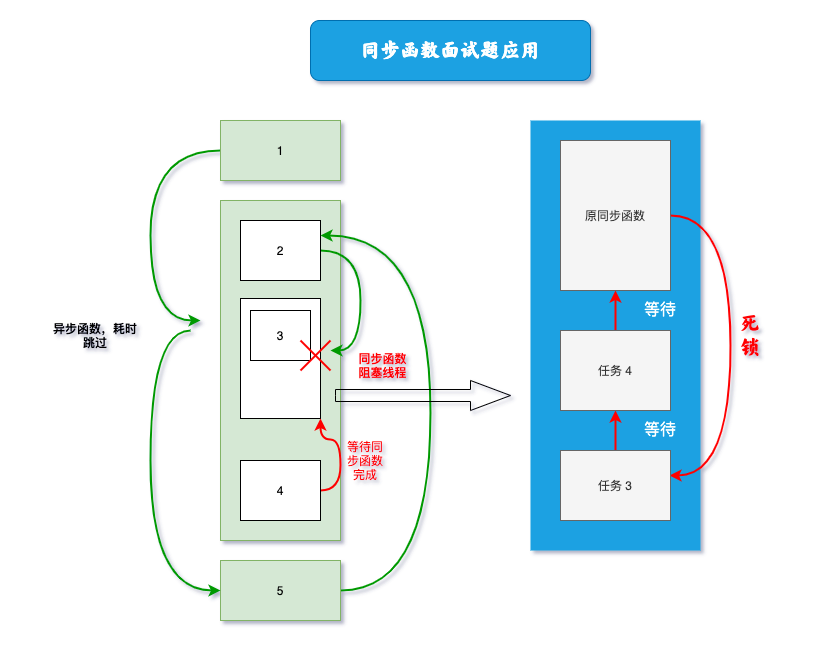 同步函数面试题应用
1
2
异步函数，耗时
跳过
3
同步函数
阻塞线程
等待同
步函数
完成
4
5
原同步函数
等待
死
锁
任务 4
等待
任务 3